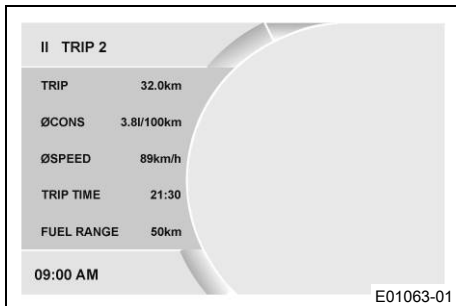 II TRIP 2
TRIP 32.0km
ØCONS 3.8l/100km
ØSPEED 89km/h
TRIP TIME 21:30
FUEL RANGE 50km
09:00 AM
E01063-01